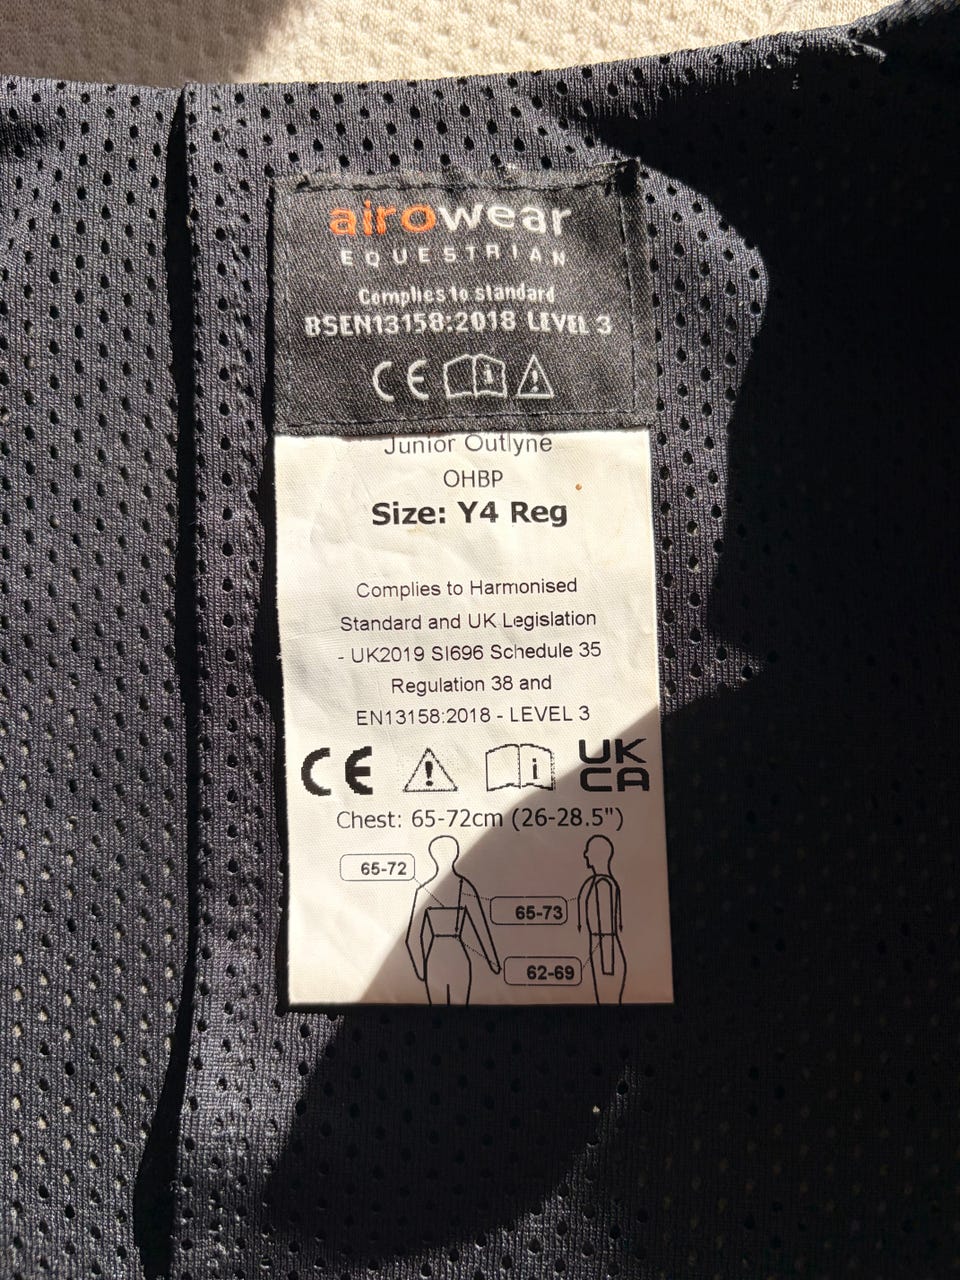 airowear
EQUESTRIAN
Complies to standard
BSEN13158:2018 LEVEL 3
CE i !
Junior Outlyne
OHBP
Size: Y4 Reg
Complies to Harmonised
Standard and UK Legislation
- UK2019 SI696 Schedule 35
Regulation 38 and
EN13158:2018 - LEVEL 3
CE ! i UK
CA
Chest: 65-72cm (26-28.5")
65-72
65-73
62-69